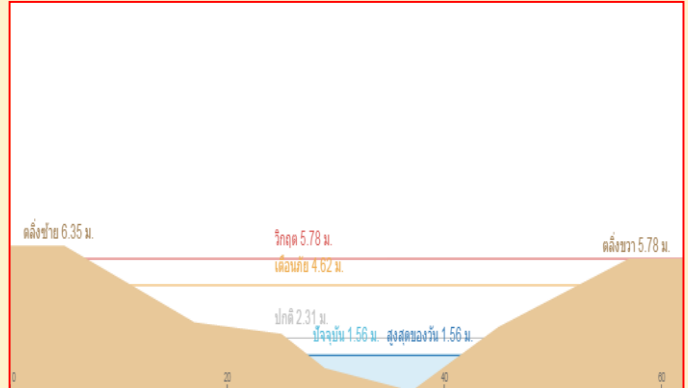 ตลิ่งซ้าย 6.35 ม.
วิกฤต 5.78 ม.
ตลิ่งขวา 5.78 ม.
เตือนภัย 4.62 ม.
ปกติ 2.31 ม.
ปัจจุบัน 1.56 ม. สูงสุดของวัน 1.56 ม.
0 20 40 60